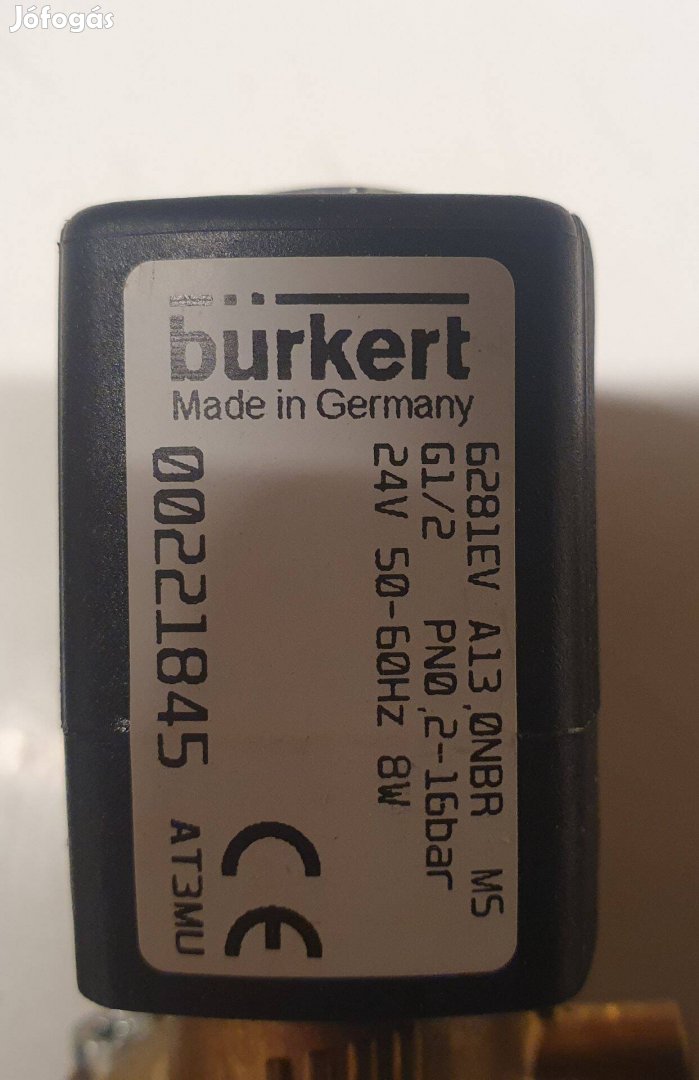 Jófogás
bürkert
Made in Germany
6281EV A13,0NBR MS
G1/2 PN0,2-16bar
24V 50-60Hz 8W
00221845 AT3MU
CE